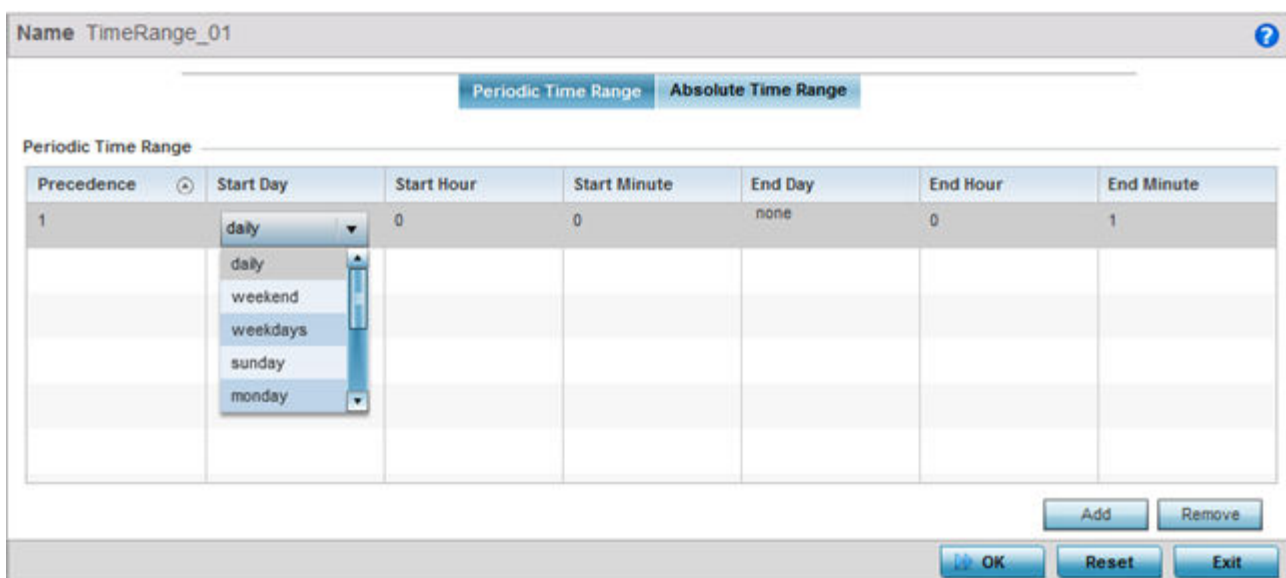 Name TimeRange_01
?
Periodic Time Range Absolute Time Range
Periodic Time Range
Precedence Start Day Start Hour Start Minute End Day End Hour End Minute
1 daily 0 0 none 0 1
daily
weekend
weekdays
sunday
monday
Add Remove
OK Reset Exit